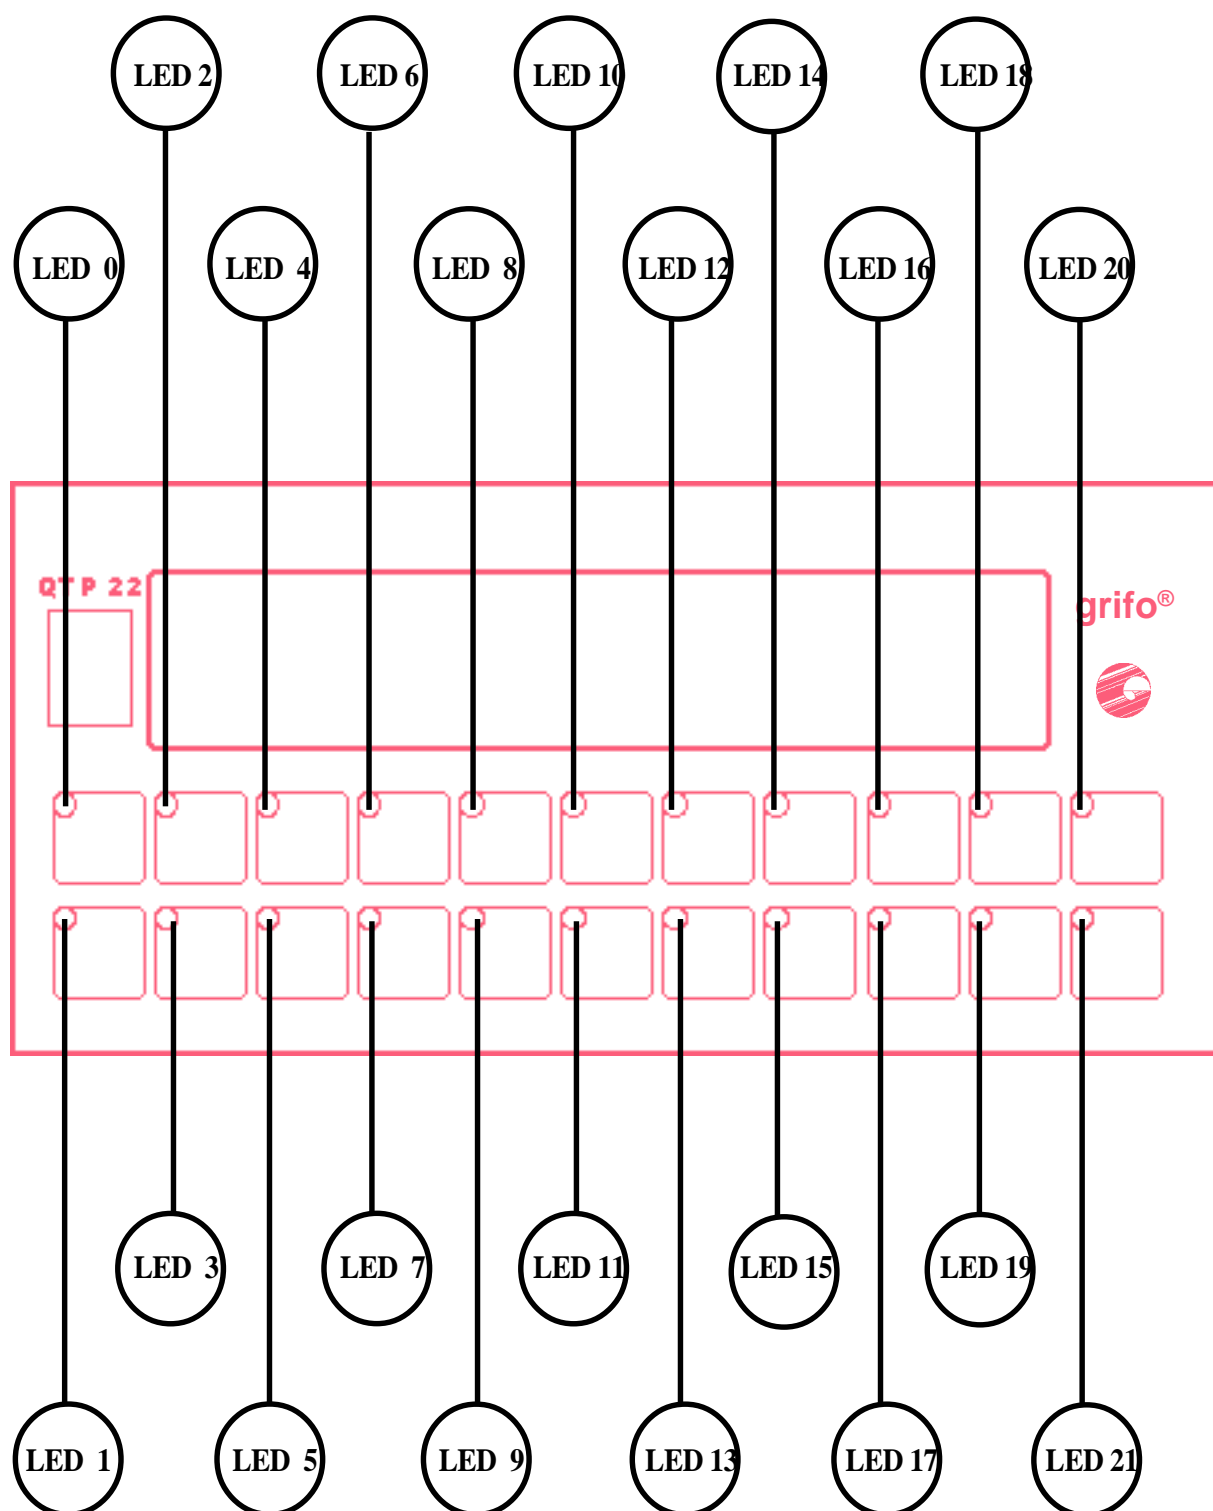 LED 2 LED 6 LED 10 LED 14 LED 18
LED 0 LED 4 LED 8 LED 12 LED 16 LED 20
QTP 22
grifo®
LED 3 LED 7 LED 11 LED 15 LED 19
LED 1 LED 5 LED 9 LED 13 LED 17 LED 21